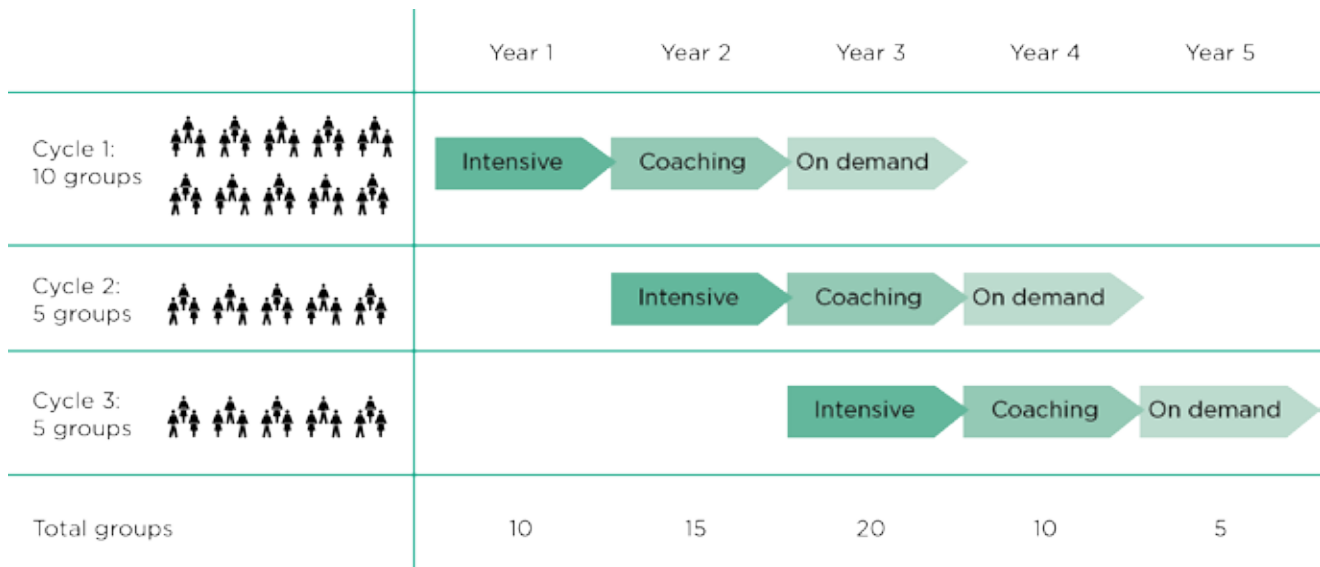 Year 1 Year 2 Year 3 Year 4 Year 5
Cycle 1:
10 groups
Intensive Coaching On demand
Cycle 2:
5 groups
Intensive Coaching On demand
Cycle 3:
5 groups
Intensive Coaching On demand
Total groups 10 15 20 10 5